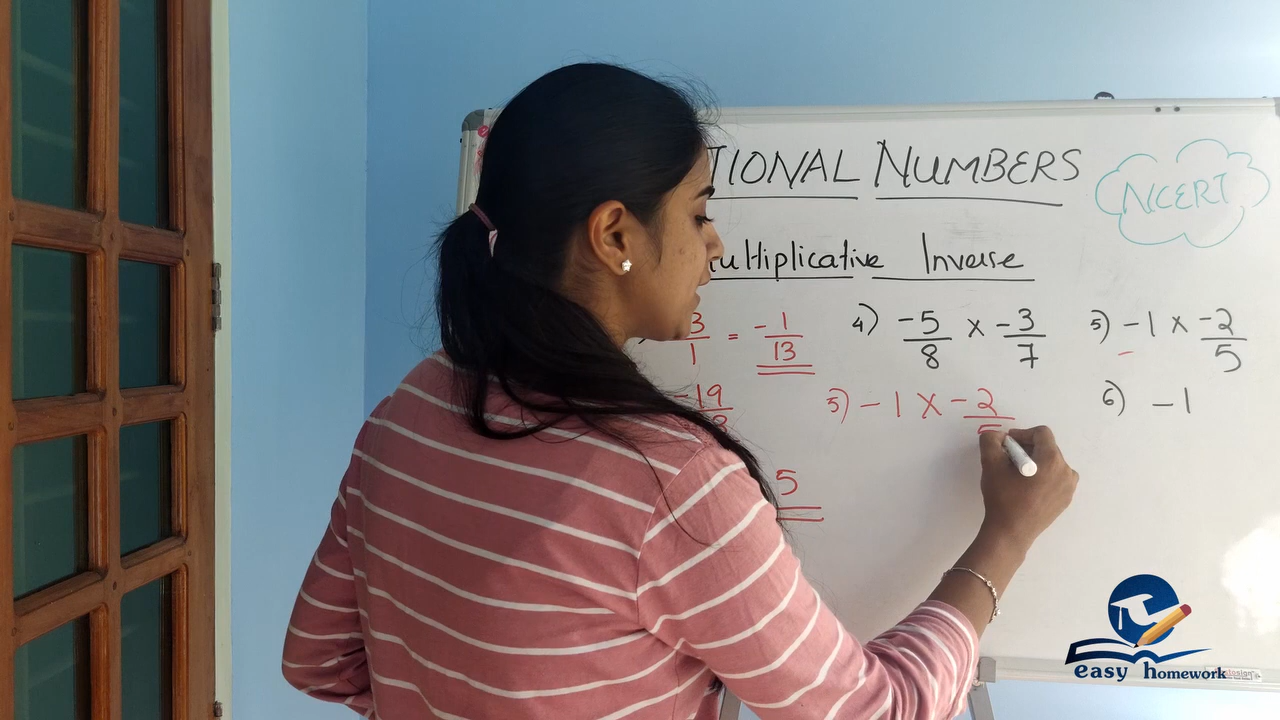 TIONAL NUMBERS
NCERT
ultiplicative Inverse
3/1 = -1/13
4) -5/8 x -3/7
5) -1 x -2/5
-19
5) -1 x -2/5
6) -1
5
easy homework